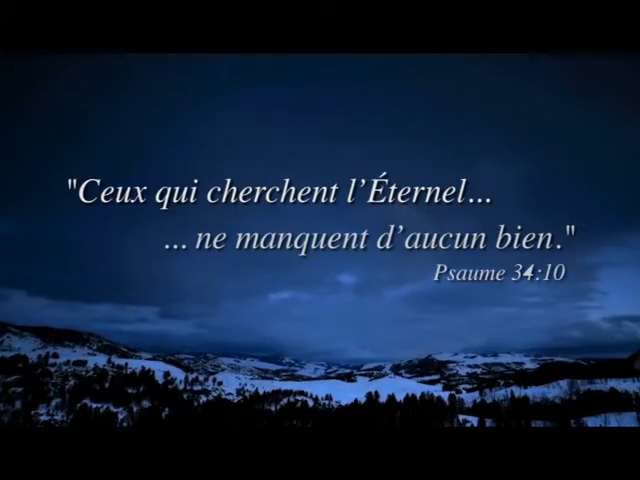 "Ceux qui cherchent l’Éternel...
... ne manquent d’aucun bien."
Psaume 34:10